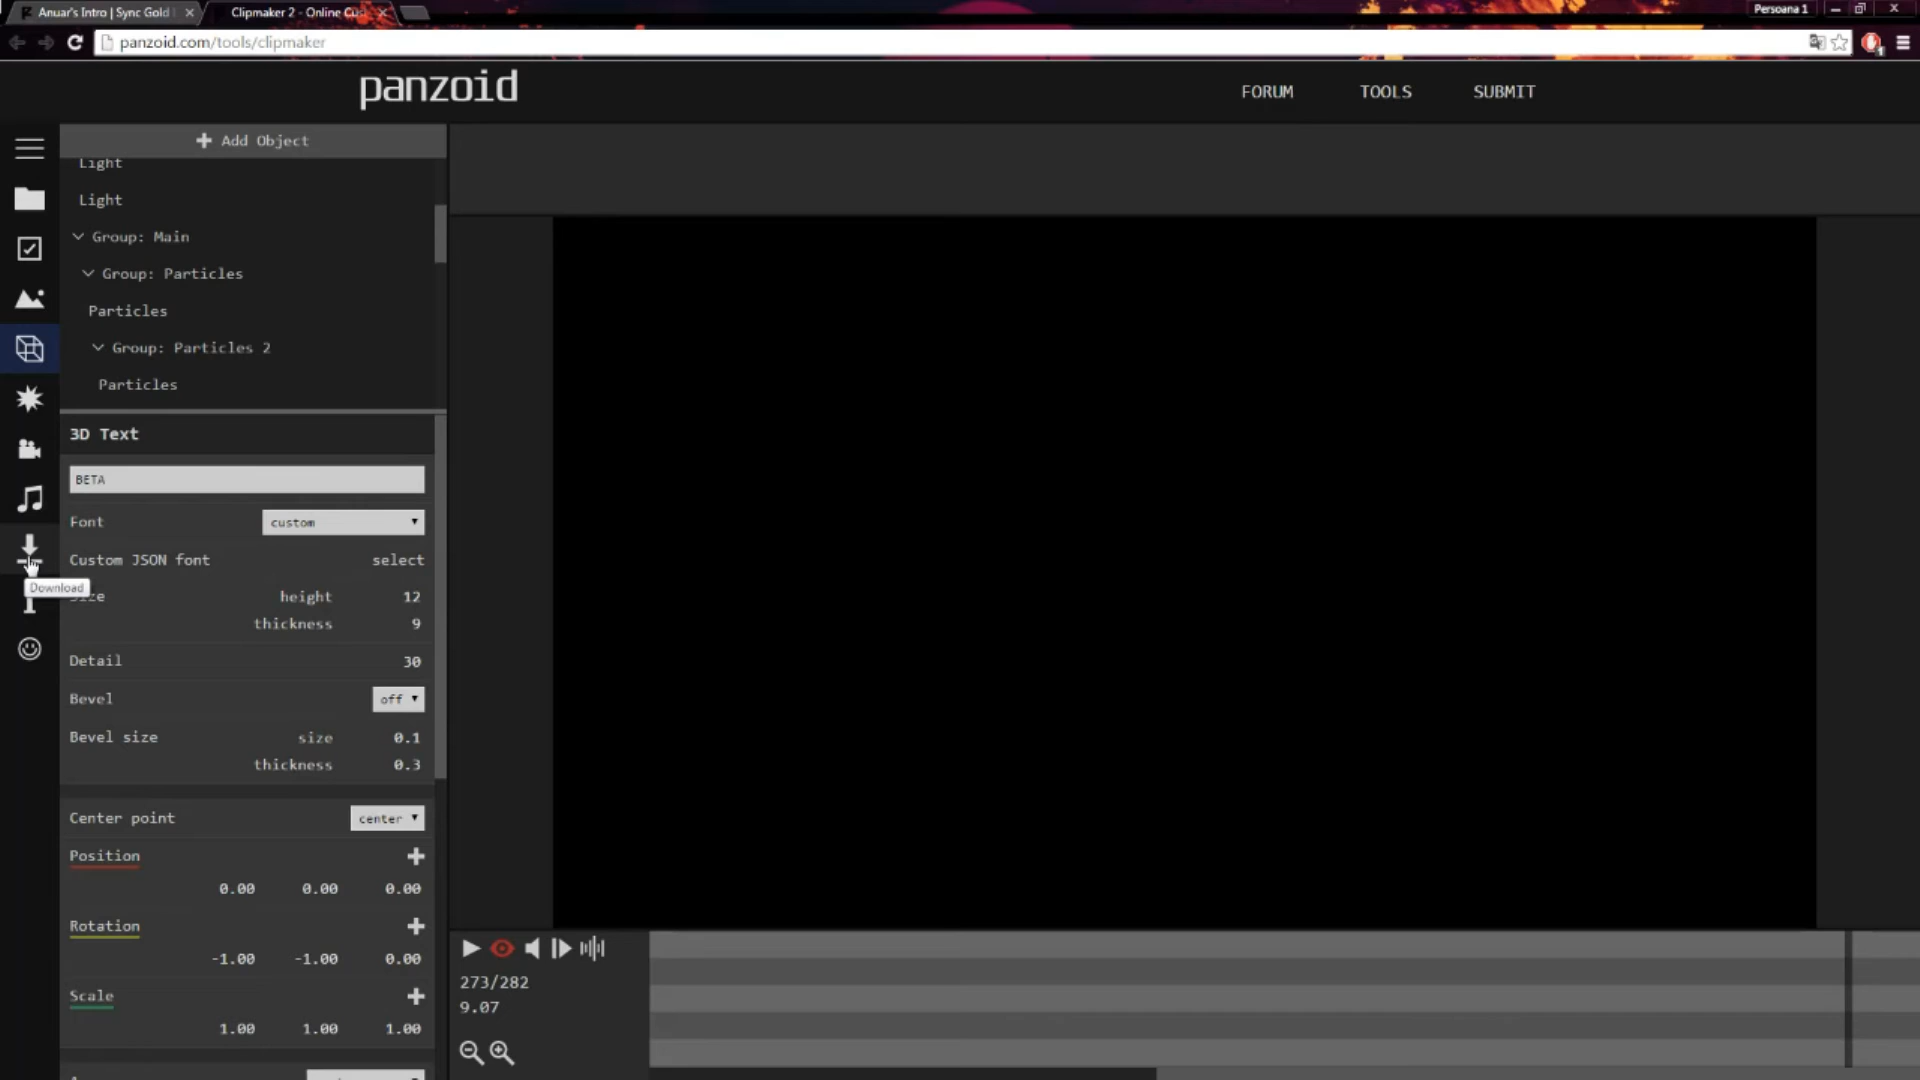 Anuar's Intro | Sync Gold
Clipmaker 2 - Online Cus
Persoana 1
panzoid.com/tools/clipmaker
panzoid
FORUM
TOOLS
SUBMIT
Add Object
Light
Light
Group: Main
Group: Particles
Particles
Group: Particles 2
Particles
3D Text
BETA
Font custom
Custom JSON font select
Download
height 12
thickness 9
Detail 30
Bevel off
Bevel size size 0.1
thickness 0.3
Center point center
Position
0.00 0.00 0.00
Rotation
-1.00 -1.00 0.00
Scale
1.00 1.00 1.00
273/282
9.07